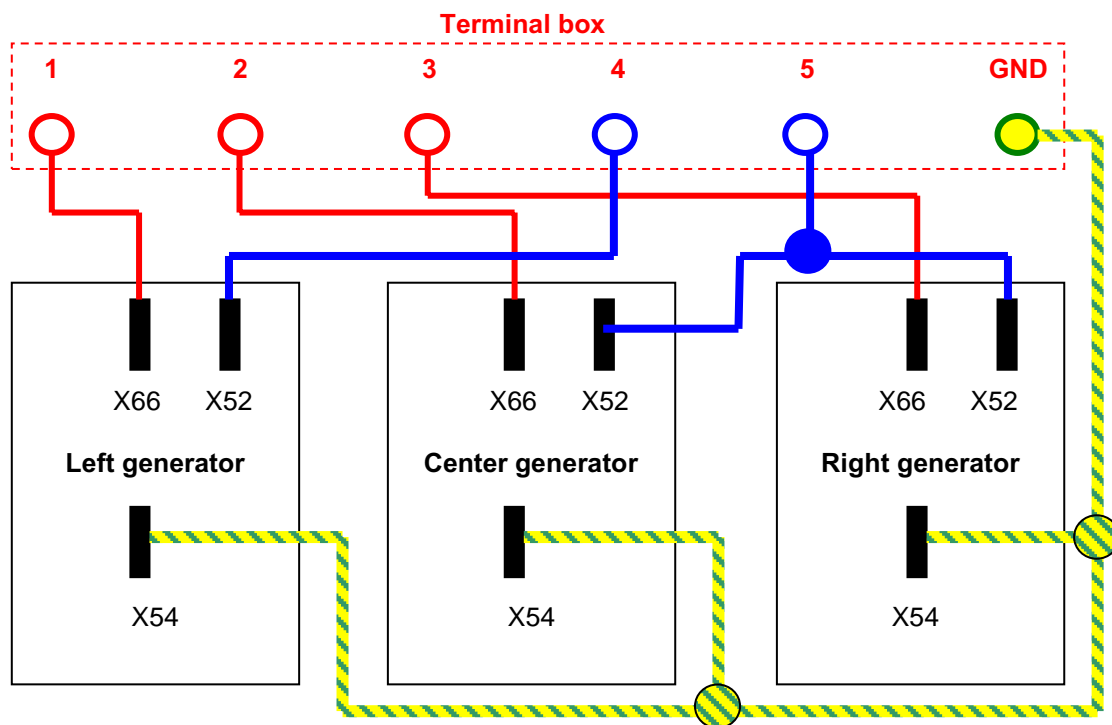 Terminal box
1 2 3 4 5 GND
X66 X52 X66 X52 X66 X52
Left generator Center generator Right generator
X54 X54 X54